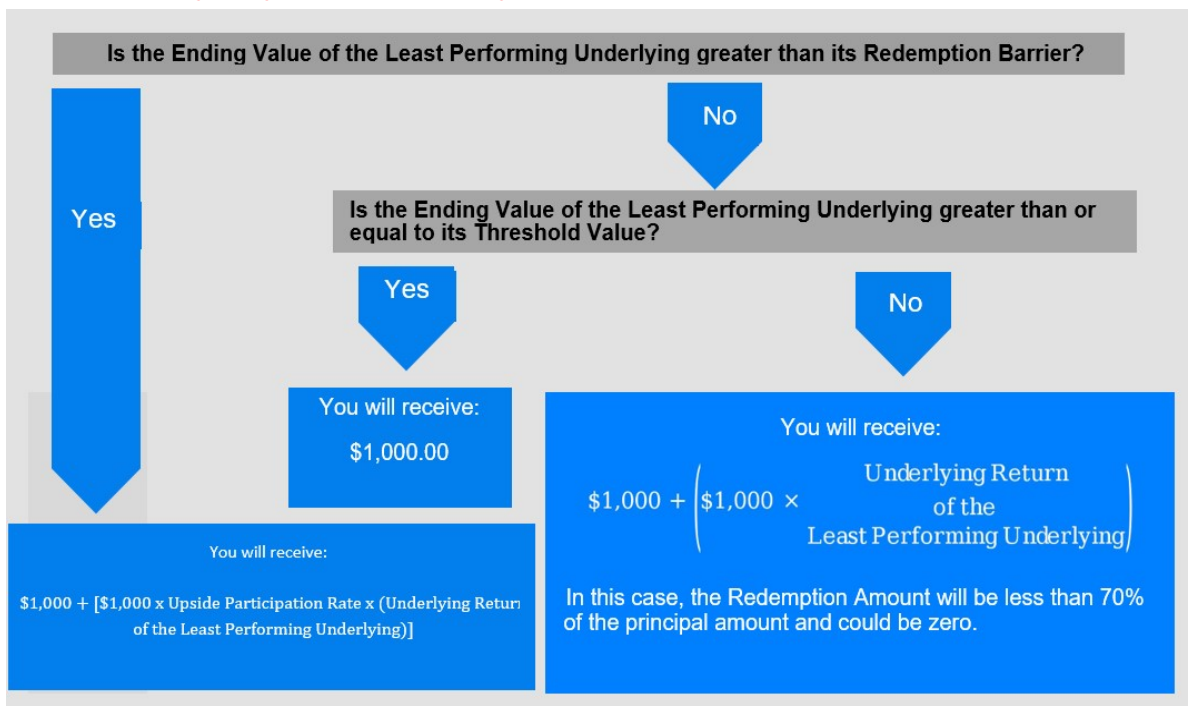 Is the Ending Value of the Least Performing Underlying greater than its Redemption Barrier?
No
Yes
Is the Ending Value of the Least Performing Underlying greater than or
equal to its Threshold Value?
Yes
No
You will receive:
$1,000.00
You will receive:
$1,000 + ($1,000 × Underlying Return
of the
Least Performing Underlying)
In this case, the Redemption Amount will be less than 70%
of the principal amount and could be zero.
You will receive:
$1,000 + [$1,000 x Upside Participation Rate x (Underlying Return
of the Least Performing Underlying)]